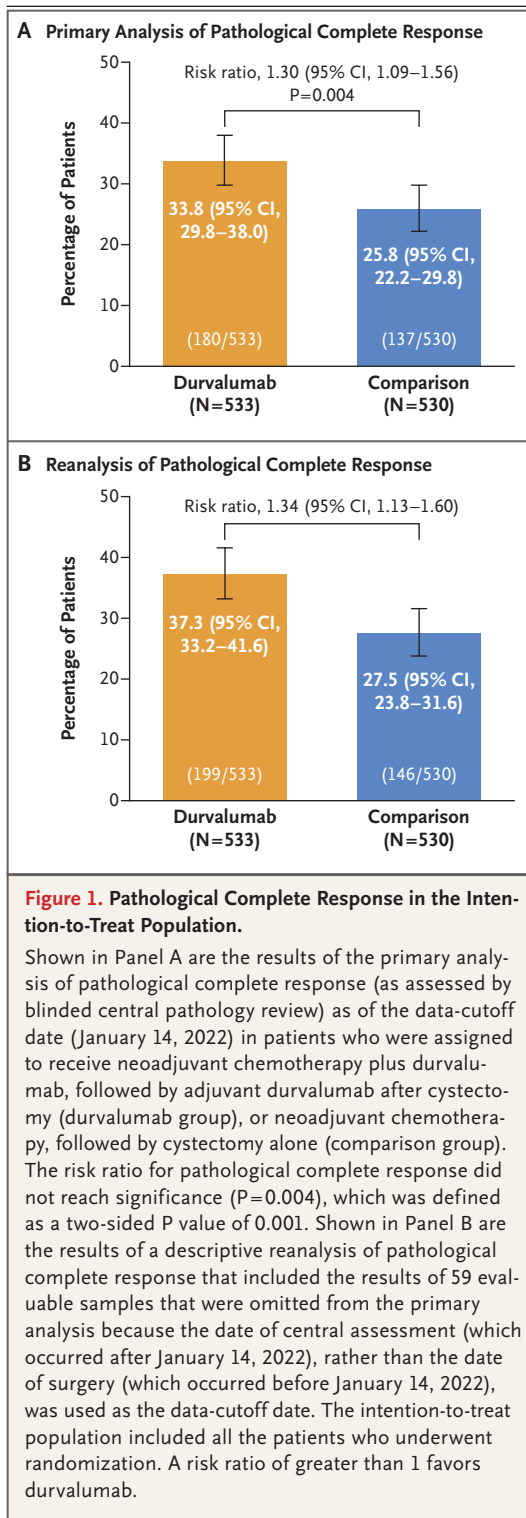 A Primary Analysis of Pathological Complete Response
50
40
30
20
10
0
Percentage of Patients
Risk ratio, 1.30 (95% CI, 1.09–1.56)
P=0.004
33.8 (95% CI,
29.8–38.0)
25.8 (95% CI,
22.2–29.8)
(180/533)
(137/530)
Durvalumab
(N=533)
Comparison
(N=530)
B Reanalysis of Pathological Complete Response
50
40
30
20
10
0
Percentage of Patients
Risk ratio, 1.34 (95% CI, 1.13–1.60)
37.3 (95% CI,
33.2–41.6)
27.5 (95% CI,
23.8–31.6)
(199/533)
(146/530)
Durvalumab
(N=533)
Comparison
(N=530)
Figure 1. Pathological Complete Response in the Inten-
tion-to-Treat Population.
Shown in Panel A are the results of the primary analy-
sis of pathological complete response (as assessed by
blinded central pathology review) as of the data-cutoff
date (January 14, 2022) in patients who were assigned
to receive neoadjuvant chemotherapy plus durvalu-
mab, followed by adjuvant durvalumab after cystecto-
my (durvalumab group), or neoadjuvant chemothera-
py, followed by cystectomy alone (comparison group).
The risk ratio for pathological complete response did
not reach significance (P=0.004), which was defined
as a two-sided P value of 0.001. Shown in Panel B are
the results of a descriptive reanalysis of pathological
complete response that included the results of 59 eval-
uable samples that were omitted from the primary
analysis because the date of central assessment (which
occurred after January 14, 2022), rather than the date
of surgery (which occurred before January 14, 2022),
was used as the data-cutoff date. The intention-to-treat
population included all the patients who underwent
randomization. A risk ratio of greater than 1 favors
durvalumab.